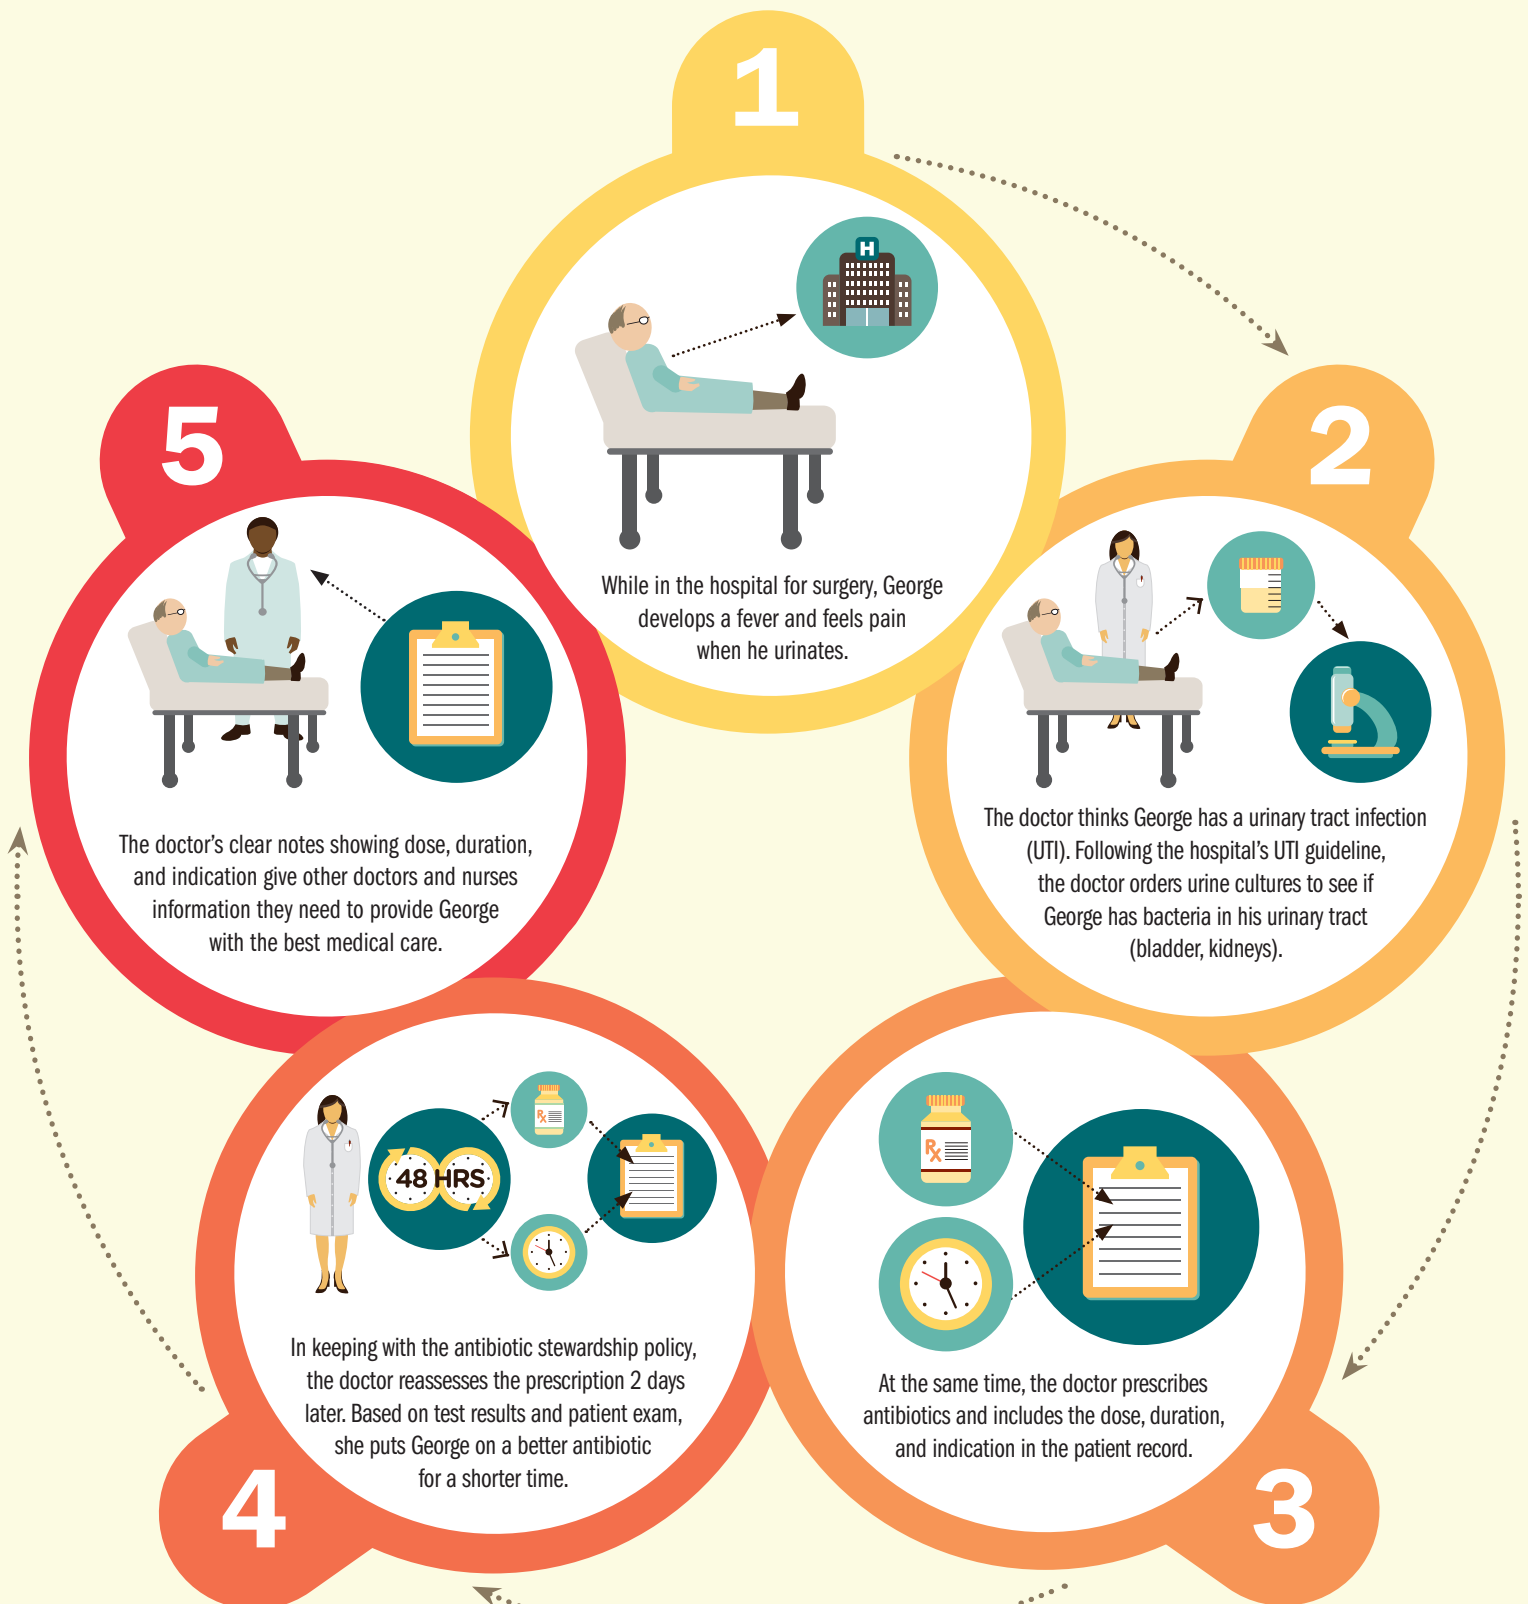 1
H
While in the hospital for surgery, George
develops a fever and feels pain
when he urinates.
2
The doctor thinks George has a urinary tract infection
(UTI). Following the hospital's UTI guideline,
the doctor orders urine cultures to see if
George has bacteria in his urinary tract
(bladder, kidneys).
3
Rx
At the same time, the doctor prescribes
antibiotics and includes the dose, duration,
and indication in the patient record.
4
48 HRS
Rx
In keeping with the antibiotic stewardship policy,
the doctor reassesses the prescription 2 days
later. Based on test results and patient exam,
she puts George on a better antibiotic
for a shorter time.
5
The doctor’s clear notes showing dose, duration,
and indication give other doctors and nurses
information they need to provide George
with the best medical care.